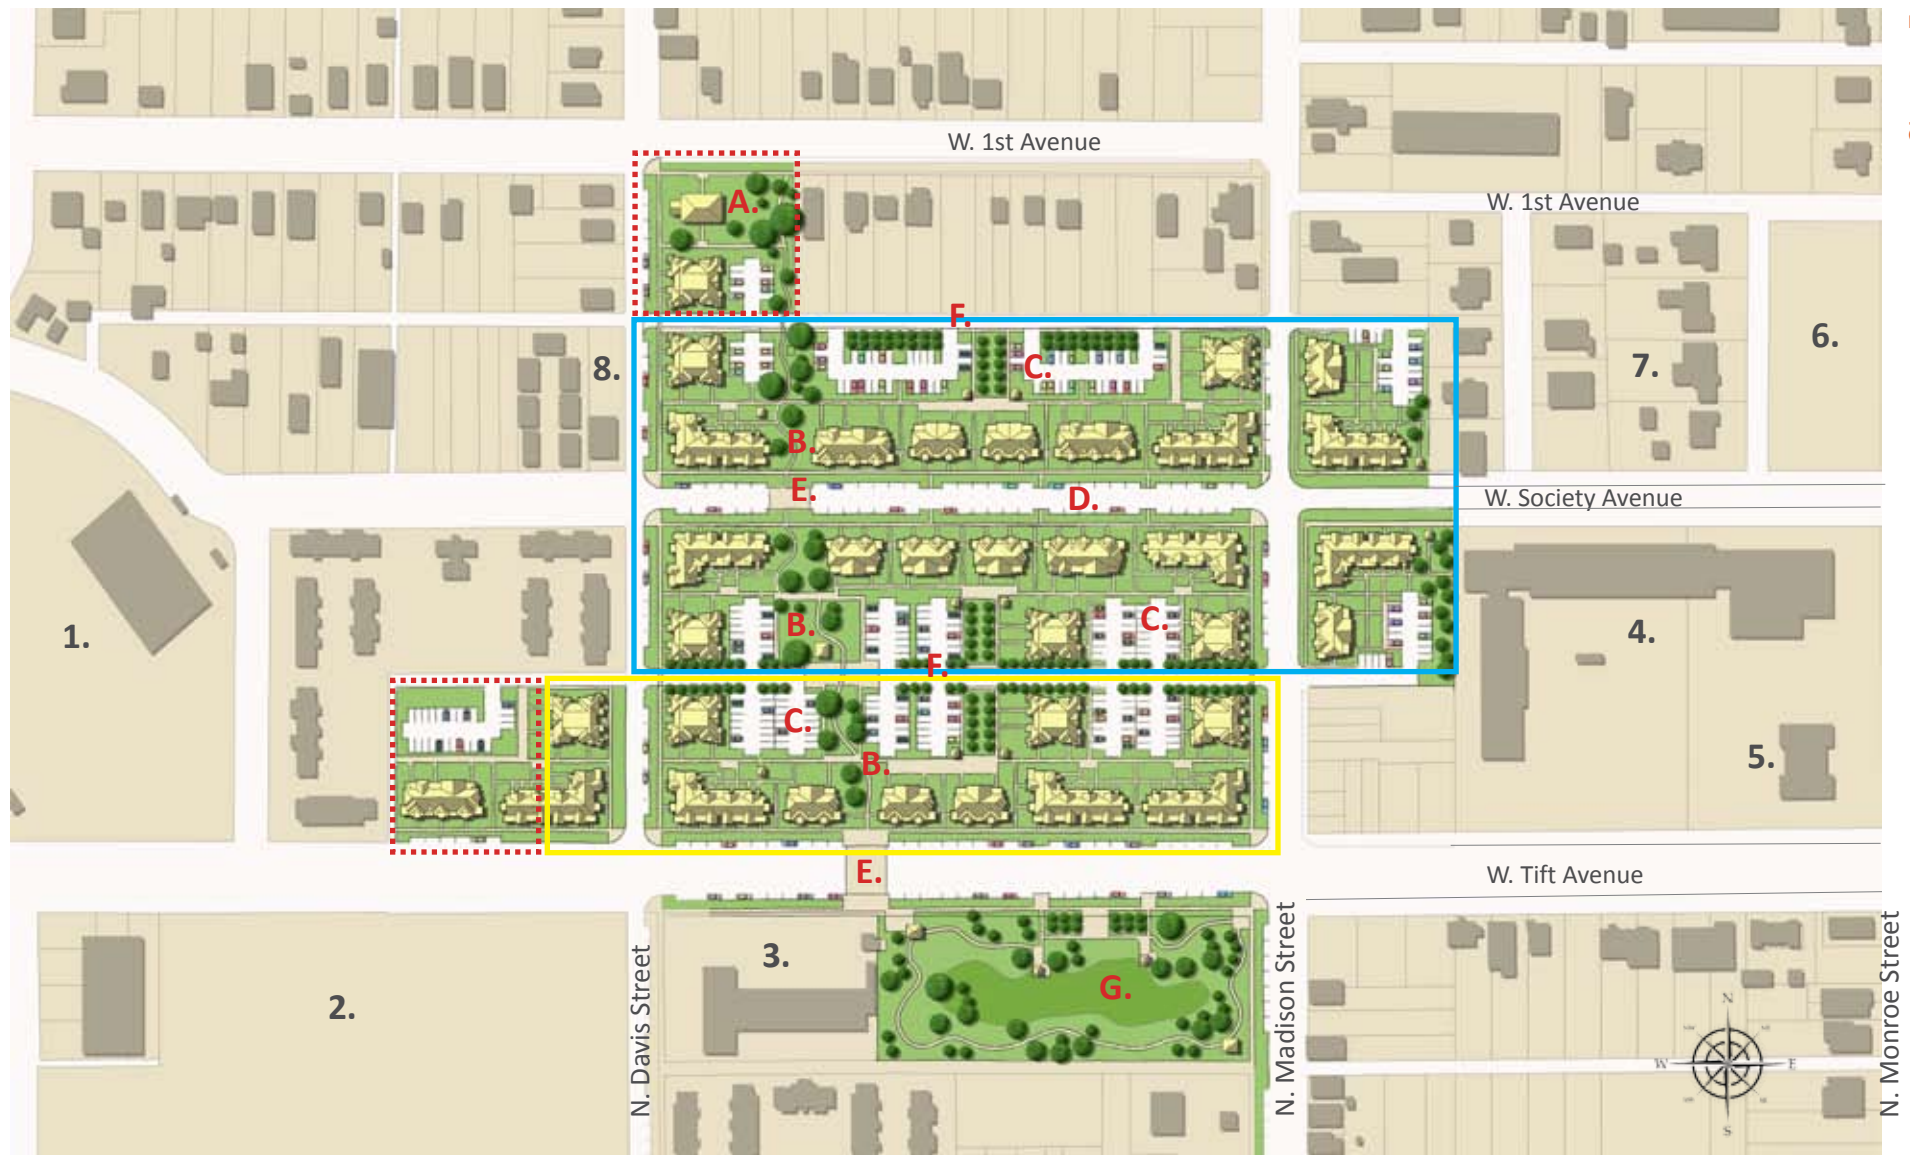 W. 1st Avenue
W. 1st Avenue
A.
F.
6.
8.
C.
7.
B.
E.
D.
W. Society Avenue
B.
C.
1.
4.
F.
C.
B.
5.
E.
W. Tift Avenue
3.
G.
2.
N. Davis Street
N. Madison Street
N. Monroe Street
N
W
E
S